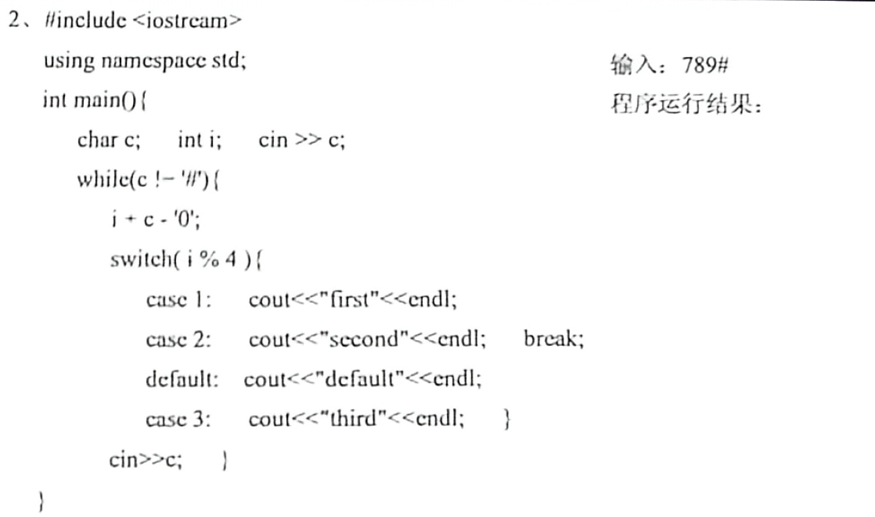 2、#include <iostream>
using namespace std;
输入：789#
int main(){
程序运行结果：
char c; int i; cin >> c;
while(c != '#'){
i = c - '0';
switch( i % 4 ){
case 1: cout<<"first"<<endl;
case 2: cout<<"second"<<endl; break;
default: cout<<"default"<<endl;
case 3: cout<<"third"<<endl; }
cin>>c; }
}